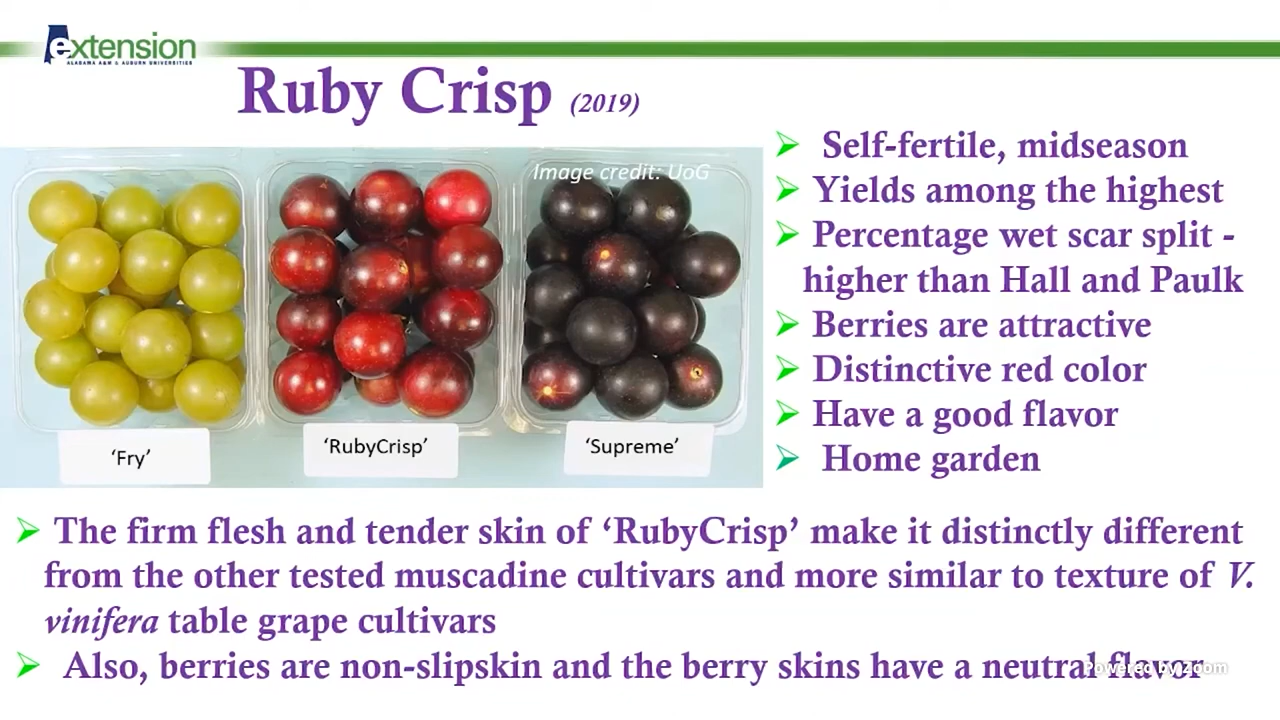 extension
ALABAMA A&M & AUBURN UNIVERSITIES
Ruby Crisp (2019)
Image credit: UoG
'Fry'
'RubyCrisp'
'Supreme'
Self-fertile, midseason
Yields among the highest
Percentage wet scar split -
higher than Hall and Paulk
Berries are attractive
Distinctive red color
Have a good flavor
Home garden
The firm flesh and tender skin of ‘RubyCrisp’ make it distinctly different
from the other tested muscadine cultivars and more similar to texture of V.
vinifera table grape cultivars
Also, berries are non-slipskin and the berry skins have a neutral flavor
Powered by Zoom